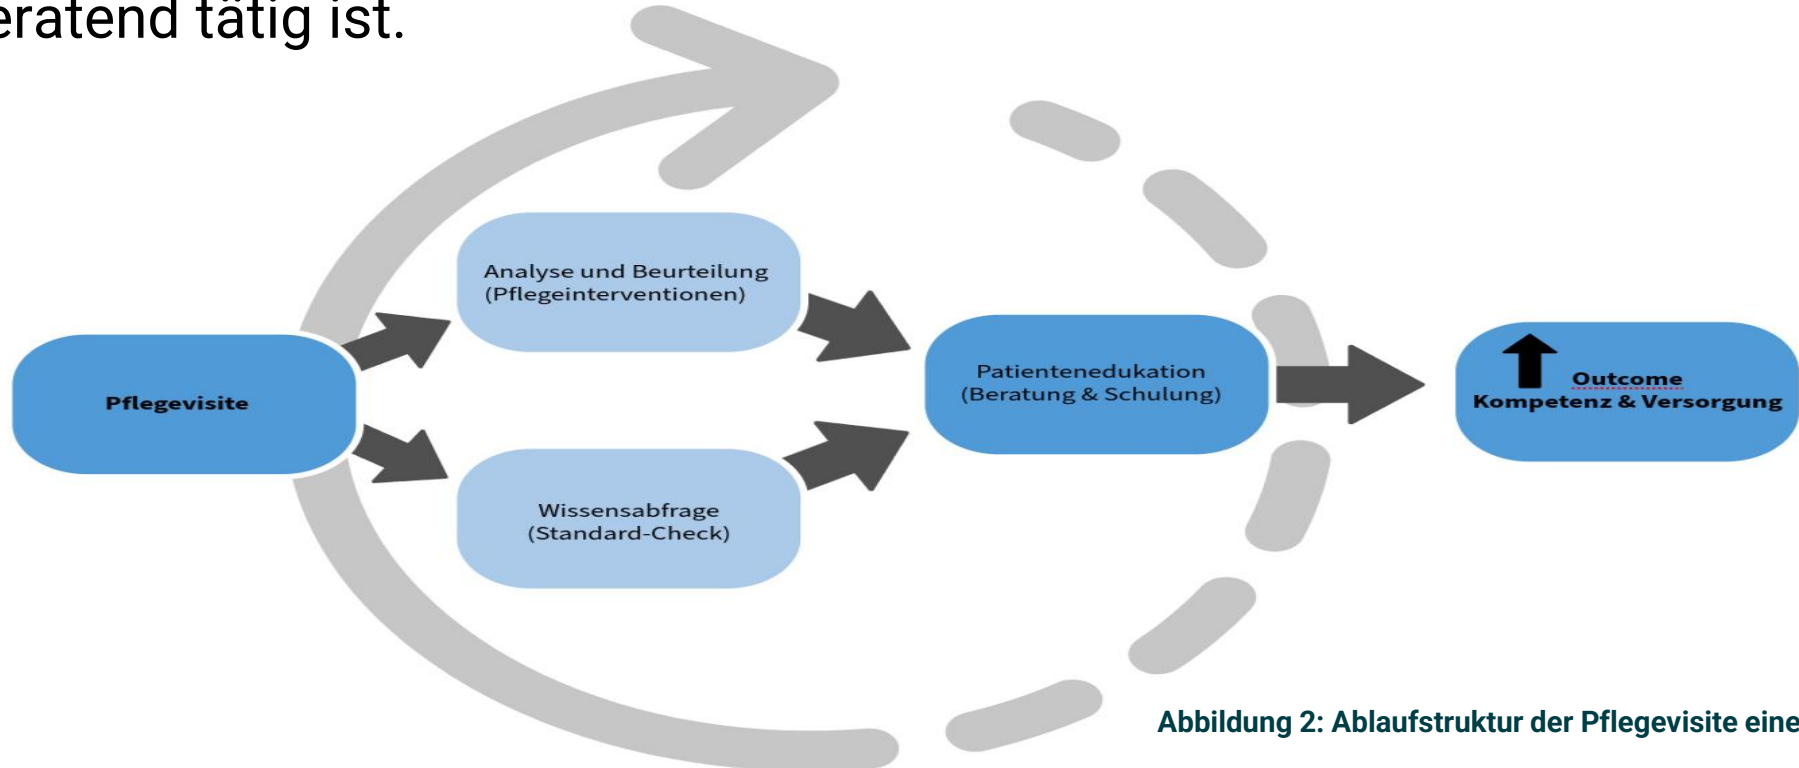 eratend tätig ist.
Analyse und Beurteilung
(Pflegeinterventionen)
Pflegevisite
Patientenedukation
(Beratung & Schulung)
Outcome
Kompetenz & Versorgung
Wissensabfrage
(Standard-Check)
Abbildung 2: Ablaufstruktur der Pflegevisite eine